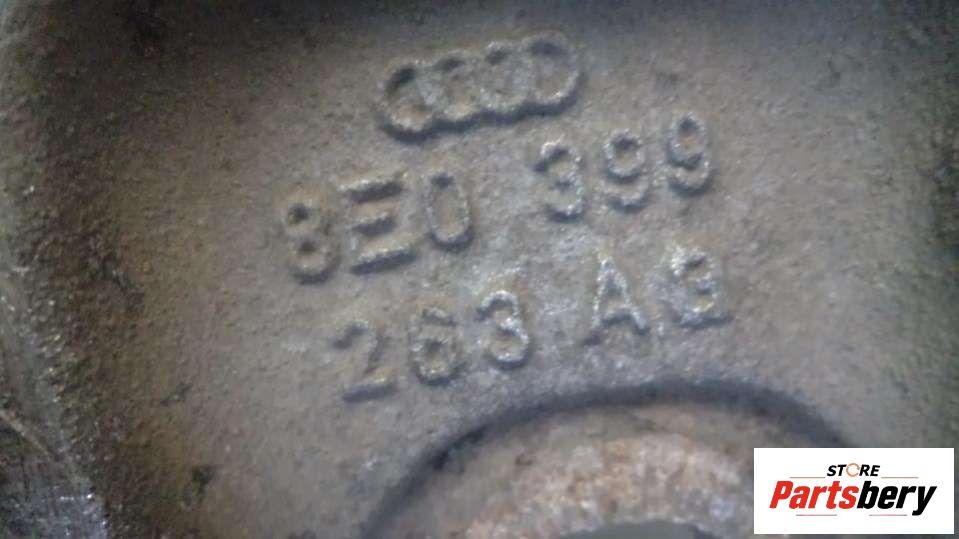 8E0 399
263 AG
STORE
Partsbery